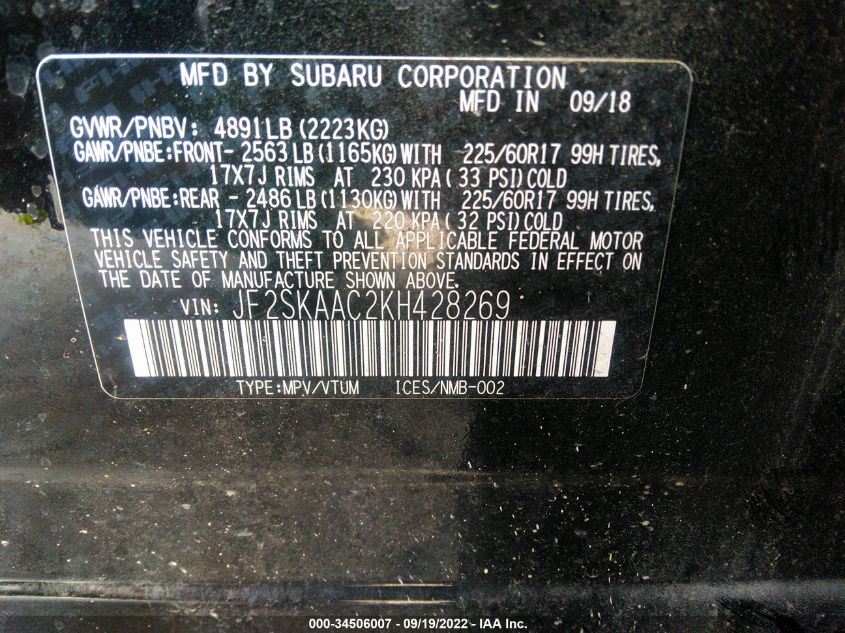 MFD BY SUBARU CORPORATION
MFD IN 09/18
GVWR/PNBV: 4891LB (2223KG)
GAWR/PNBE:FRONT- 2563 LB (1165KG) WITH 225/60R17 99H TIRES,
17X7J RIMS AT 230 KPA ( 33 PSI) COLD
GAWR/PNBE:REAR - 2486 LB (1130KG) WITH 225/60R17 99H TIRES,
17X7J RIMS AT 220 KPA ( 32 PSI) COLD
THIS VEHICLE CONFORMS TO ALL APPLICABLE FEDERAL MOTOR
VEHICLE SAFETY AND THEFT PREVENTION STANDARDS IN EFFECT ON
THE DATE OF MANUFACTURE SHOWN ABOVE.
VIN: JF2SKAAC2KH428269
TYPE:MPV/VTUM ICES/NMB-002
000-34506007 - 09/19/2022 - IAA Inc.